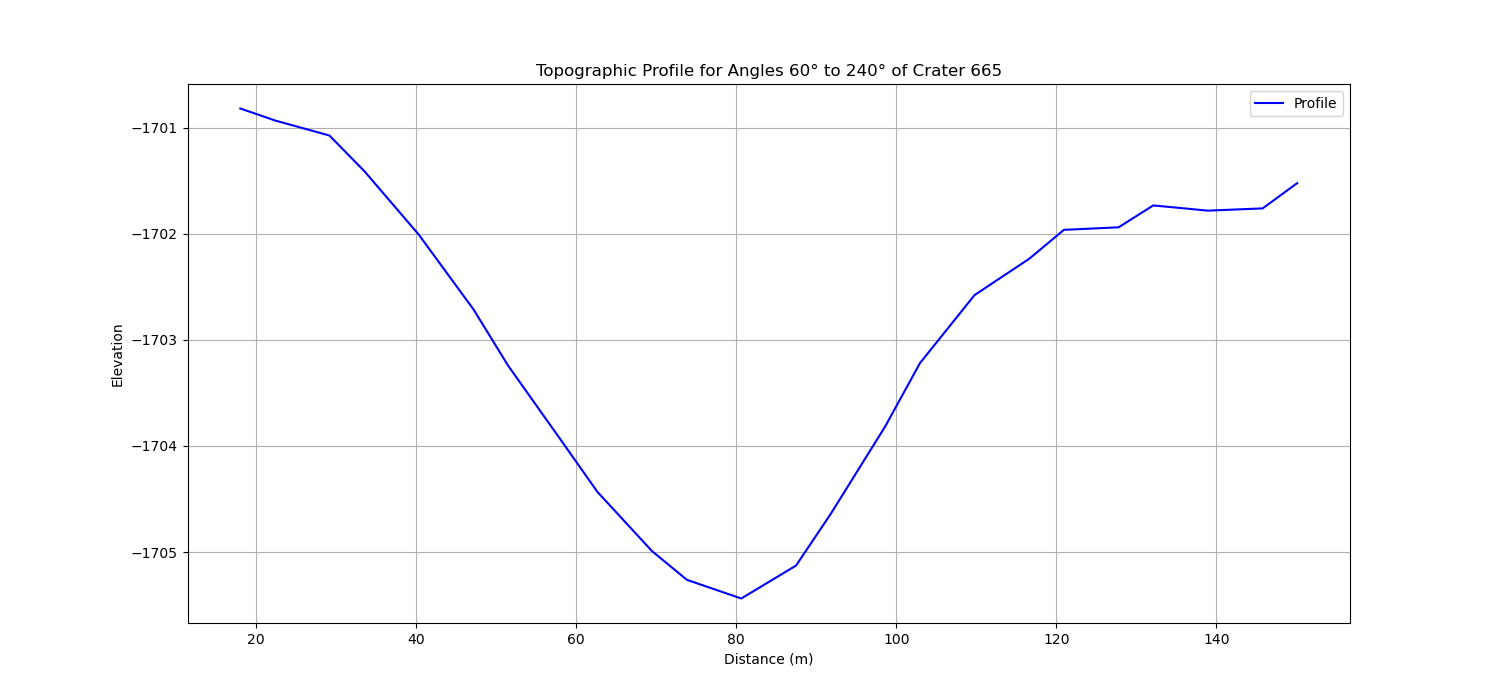 Topographic Profile for Angles 60° to 240° of Crater 665
Profile
−1701
−1702
−1703
−1704
−1705
Elevation
20 40 60 80 100 120 140
Distance (m)